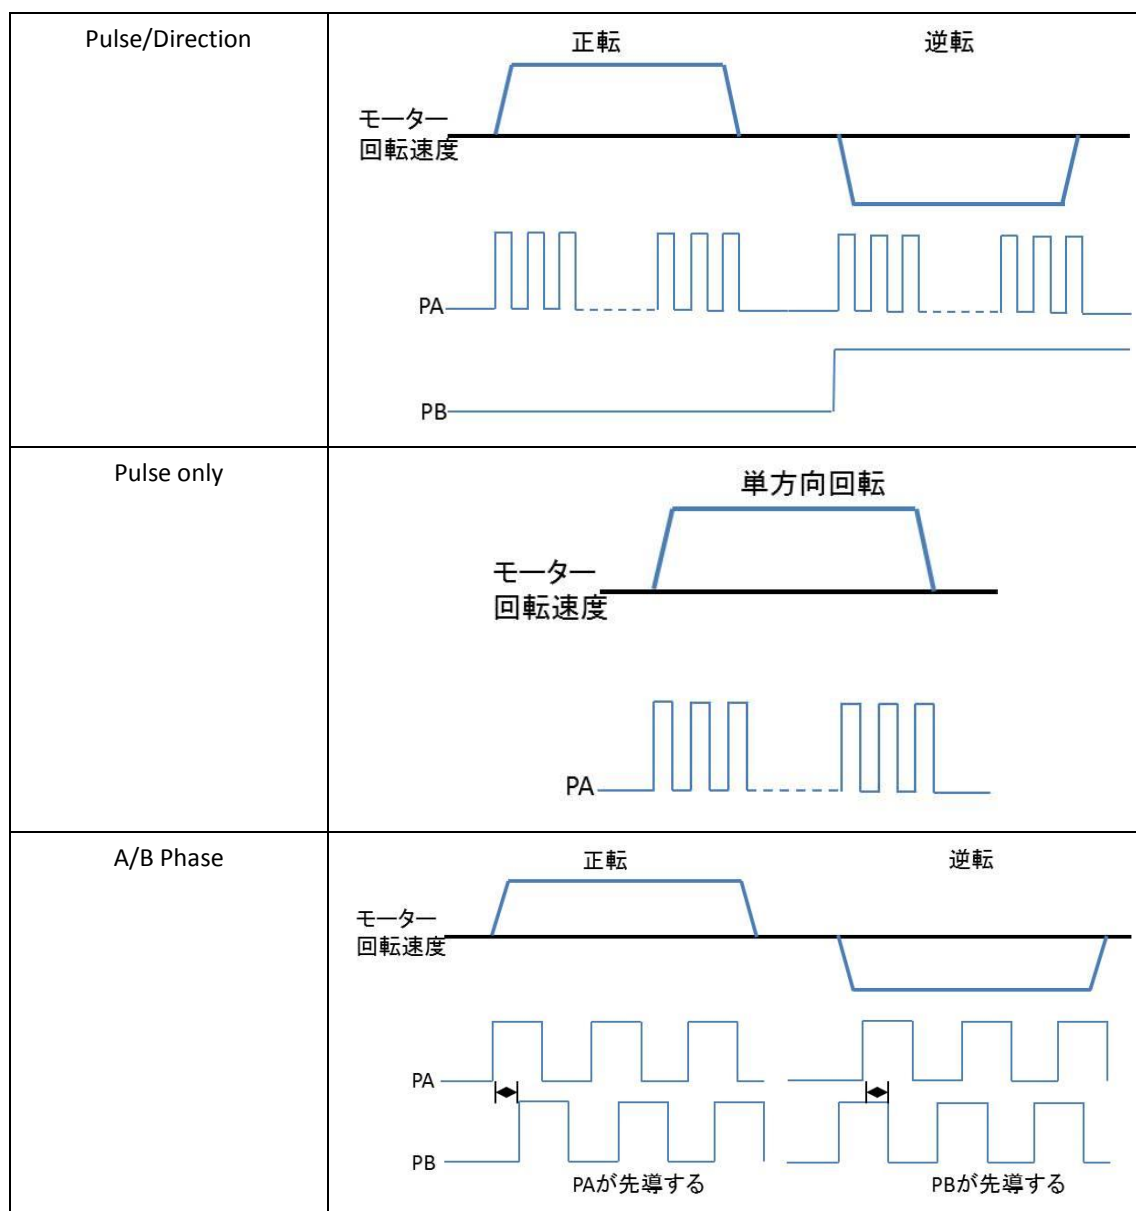 Pulse/Direction
正転
逆転
モーター
回転速度
PA
PB
Pulse only
単方向回転
モーター
回転速度
PA
A/B Phase
正転
逆転
モーター
回転速度
PA
PB
PAが先導する
PBが先導する